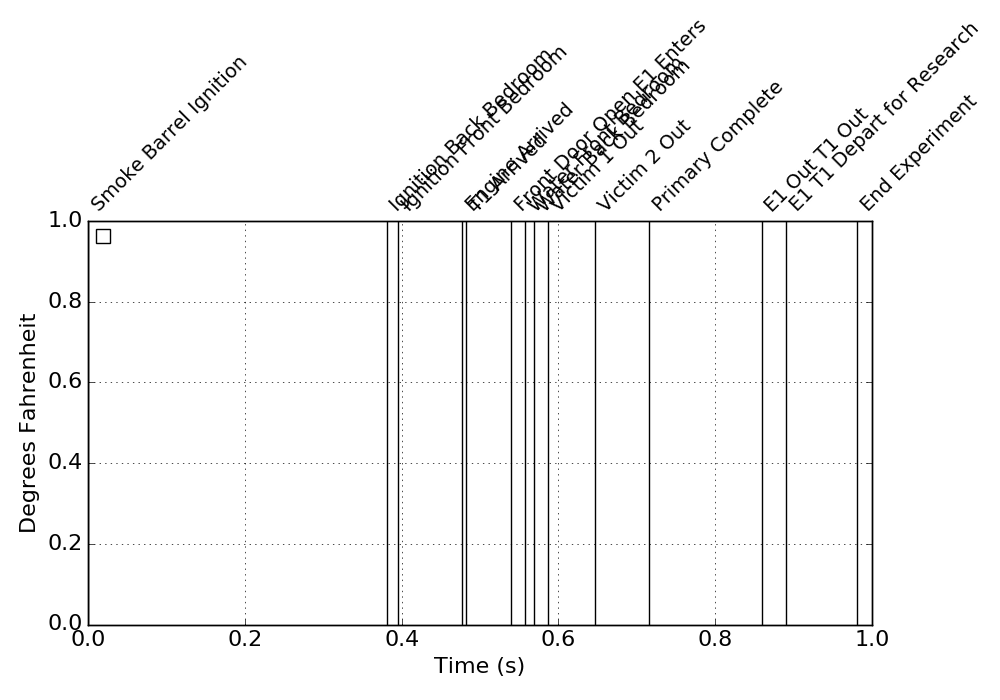 Smoke Barrel Ignition
Ignition Back Bedroom
Ignition Front Bedroom
Engine Arrived
T1 Arrived
Front Door Open E1 Enters
Water Front Bedroom
Water Back Bedroom
Victim 1 Out
Victim 2 Out
Primary Complete
E1 Out T1 Out
E1 T1 Depart for Research
End Experiment
1.0
0.8
0.6
0.4
0.2
0.0
Degrees Fahrenheit
0.0 0.2 0.4 0.6 0.8 1.0
Time (s)